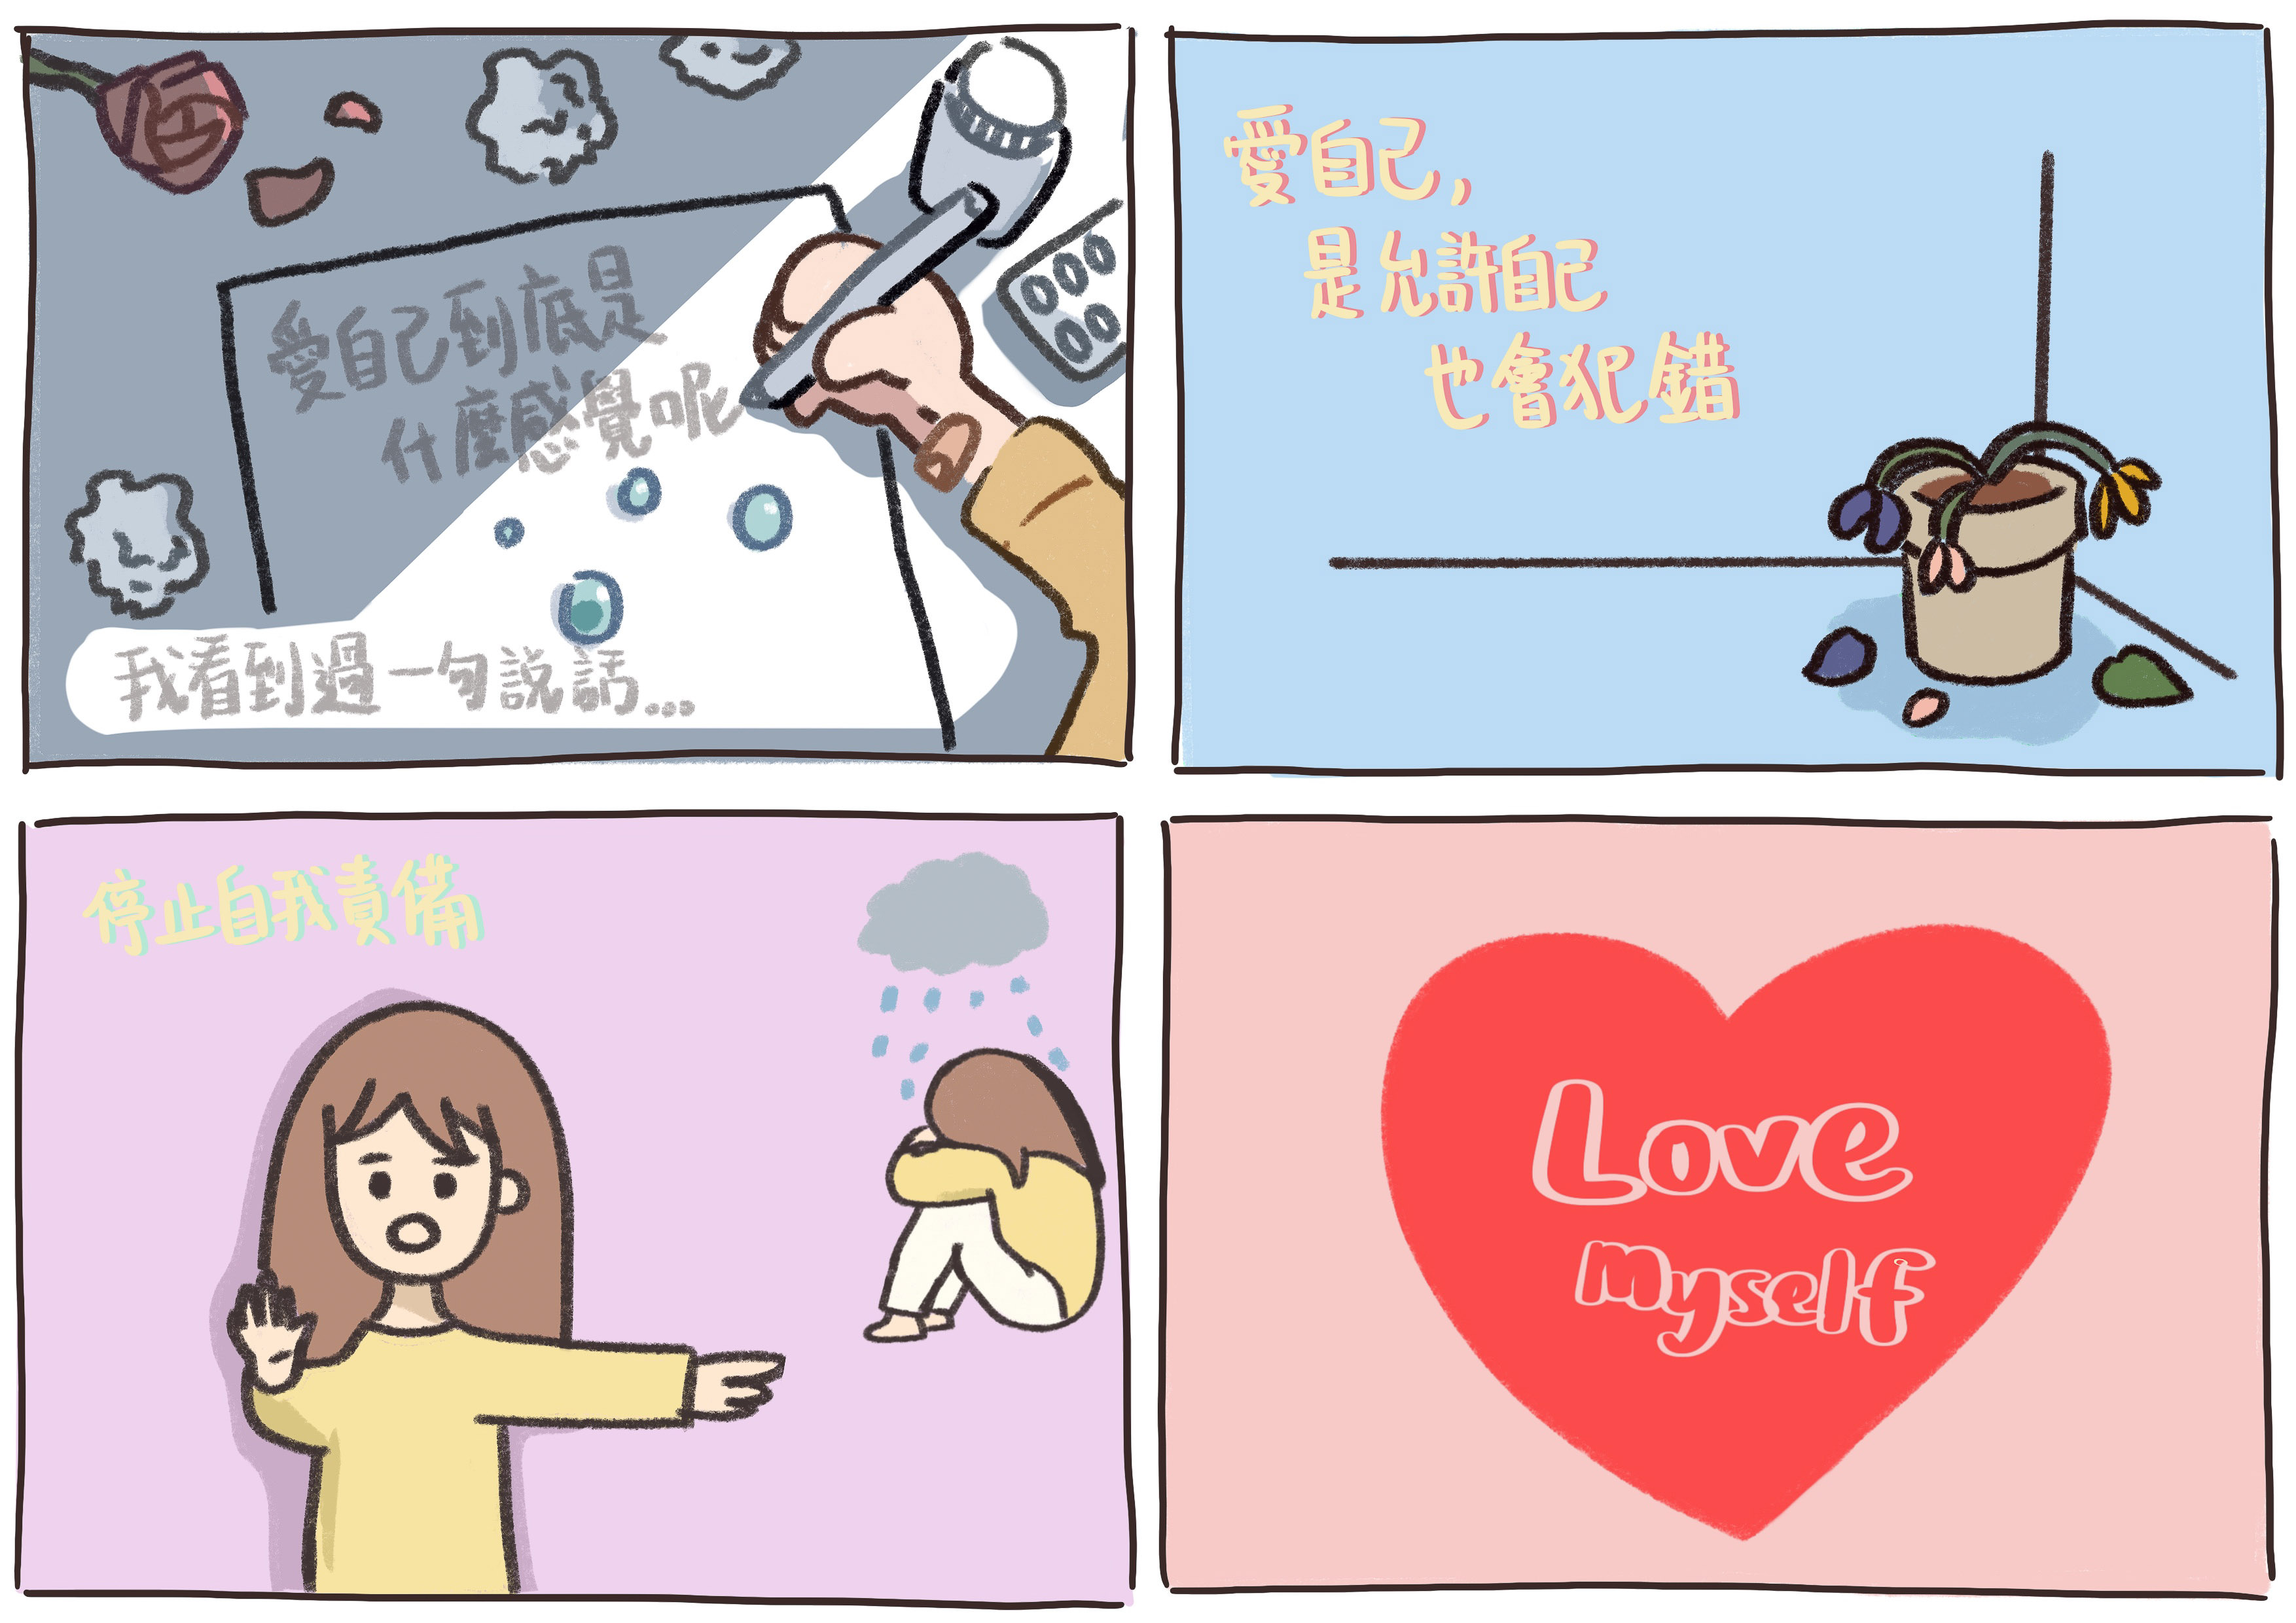 愛自己到底是
什麼感覺呢
我看到過一句說話...
愛自己,
是允許自己
也會犯錯
停止自我責備
Love
Myself